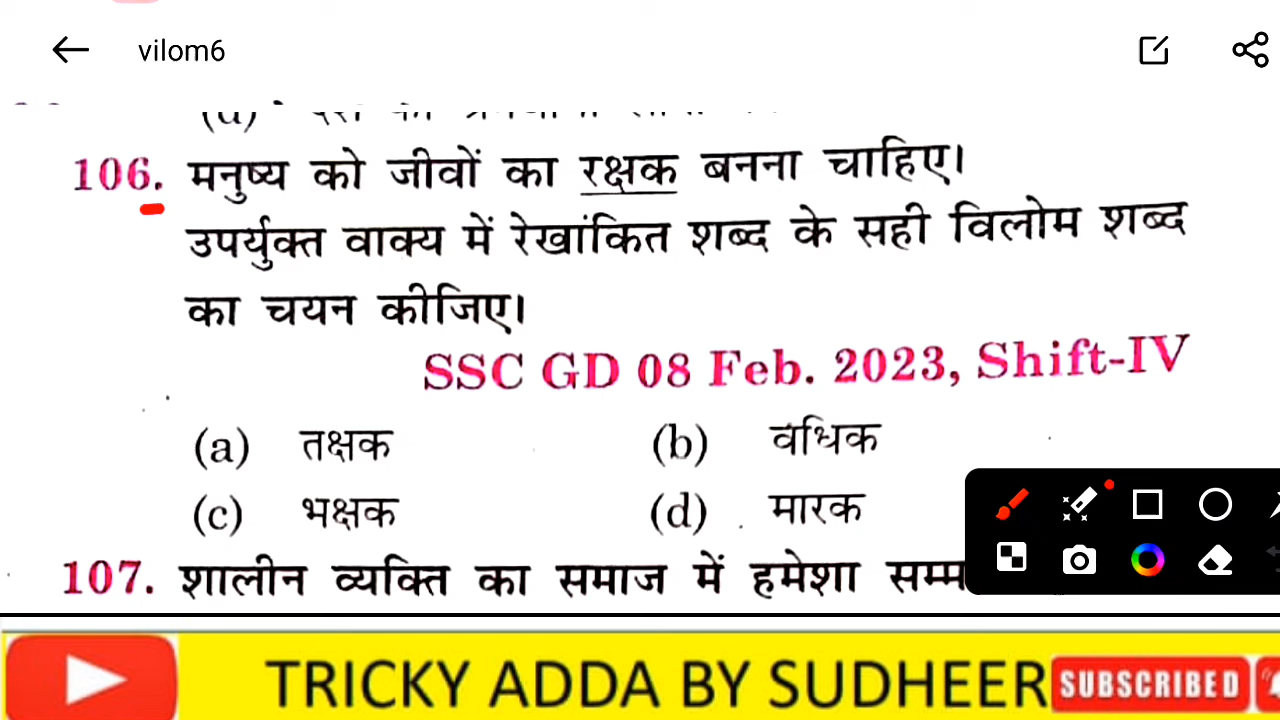 vilom6
106. मनुष्य को जीवों का रक्षक बनना चाहिए।
उपर्युक्त वाक्य में रेखांकित शब्द के सही विलोम शब्द
का चयन कीजिए।
SSC GD 08 Feb. 2023, Shift-IV
(a) तक्षक (b) वधिक
(c) भक्षक (d) मारक
107. शालीन व्यक्ति का समाज में हमेशा
TRICKY ADDA BY SUDHEER SUBSCRIBED